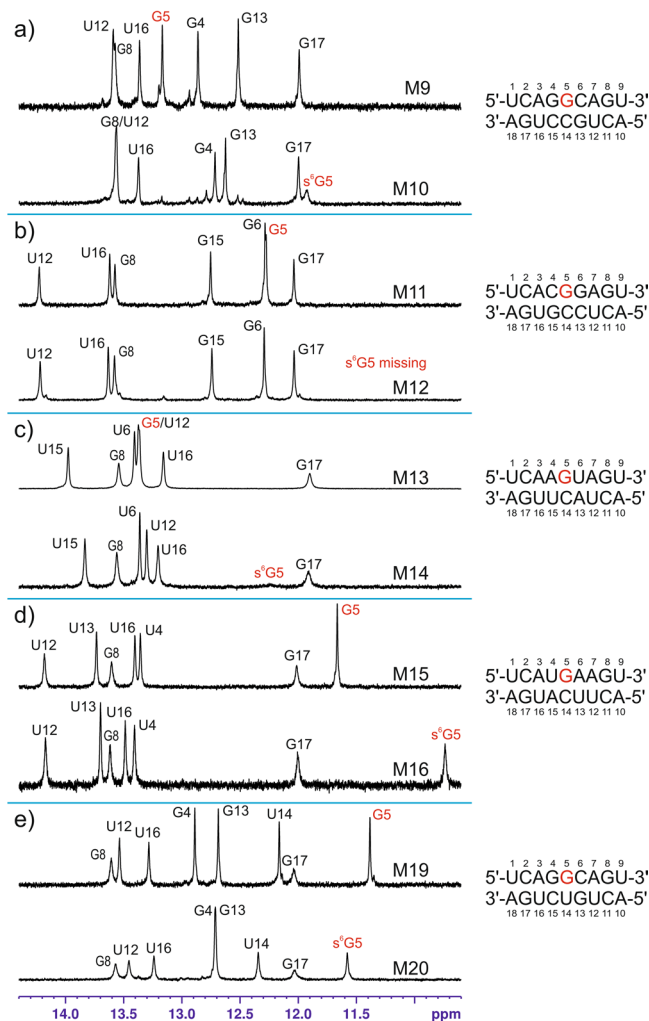 a)
U12 G8 U16 G5 G4 G13 G17
M9
G8/U12 U16 G4 G13 G17 s⁶G5
M10
1 2 3 4 5 6 7 8 9
5'-UCAGGCAGU-3'
3'-AGUCCGUCA-5'
18 17 16 15 14 13 12 11 10
b)
U12 U16 G8 G15 G6 G5 G17
M11
U12 U16 G8 G15 G6 G17 s⁶G5 missing
M12
1 2 3 4 5 6 7 8 9
5'-UCACGGAGU-3'
3'-AGUGCCUCA-5'
18 17 16 15 14 13 12 11 10
c)
U15 G8 U6 G5/U12 U16 G17
M13
U15 G8 U6 U12 U16 s⁶G5 G17
M14
1 2 3 4 5 6 7 8 9
5'-UCAAGUAGU-3'
3'-AGUUCAUCA-5'
18 17 16 15 14 13 12 11 10
d)
U12 U13 G8 U16 U4 G17 G5
M15
U12 U13 G8 U16 U4 G17 s⁶G5
M16
1 2 3 4 5 6 7 8 9
5'-UCAUGAAGU-3'
3'-AGUACUUCA-5'
18 17 16 15 14 13 12 11 10
e)
G8 U12 U16 G4 G13 U14 G17 G5
M19
G8 U12 U16 G4 G13 U14 G17 s⁶G5
M20
1 2 3 4 5 6 7 8 9
5'-UCAGGCAGU-3'
3'-AGUCUGUCA-5'
18 17 16 15 14 13 12 11 10
14.0 13.5 13.0 12.5 12.0 11.5 ppm